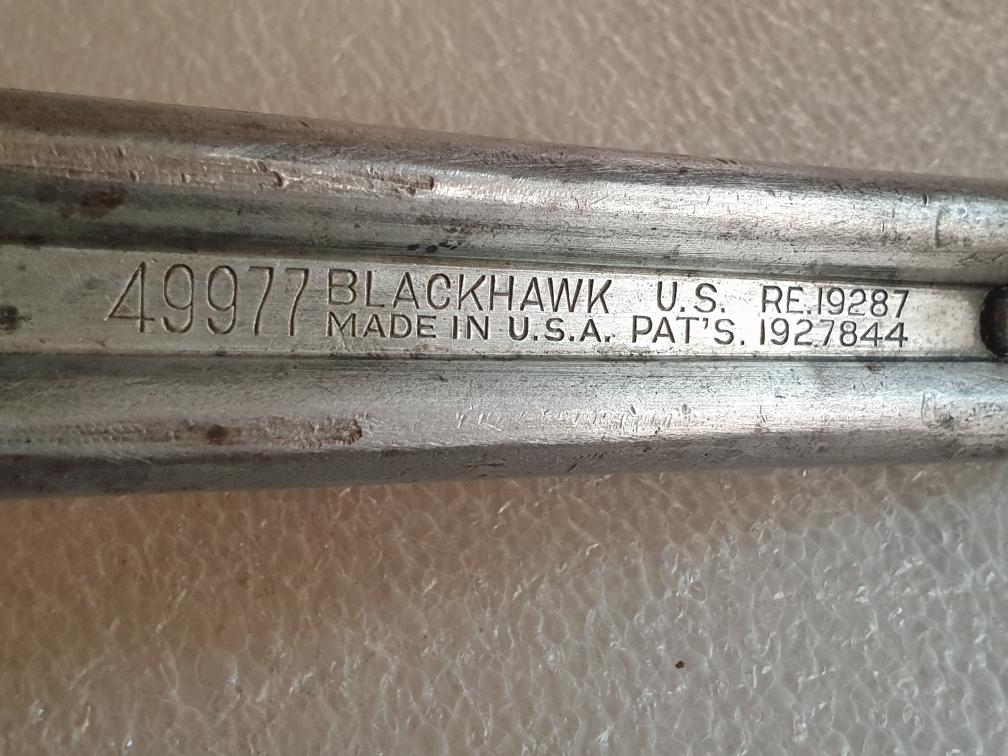 49977 BLACKHAWK U.S. RE.19287
MADE IN U.S.A. PAT'S. 1927844